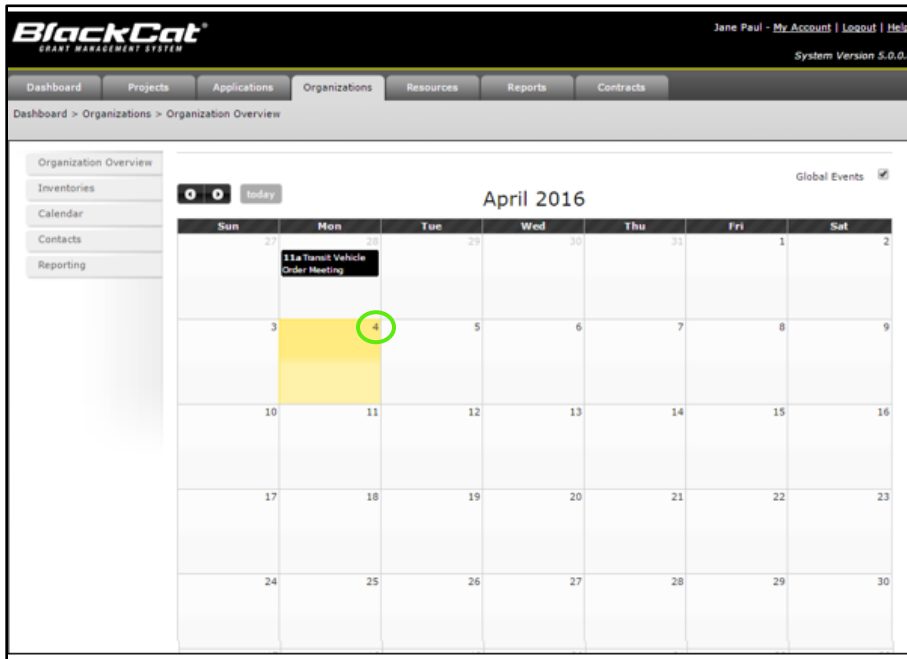 BlackCat®
GRANT MANAGEMENT SYSTEM
Jane Paul - My Account | Logout | Help
System Version 5.0.0.
Dashboard Projects Applications Organizations Resources Reports Contracts
Dashboard > Organizations > Organization Overview
Organization Overview
Inventories
Calendar
Contacts
Reporting
Global Events
today
April 2016
Sun Mon Tue Wed Thu Fri Sat
27 28 29 30 31 1 2
11a Transit Vehicle
Order Meeting
3 4 5 6 7 8 9
10 11 12 13 14 15 16
17 18 19 20 21 22 23
24 25 26 27 28 29 30